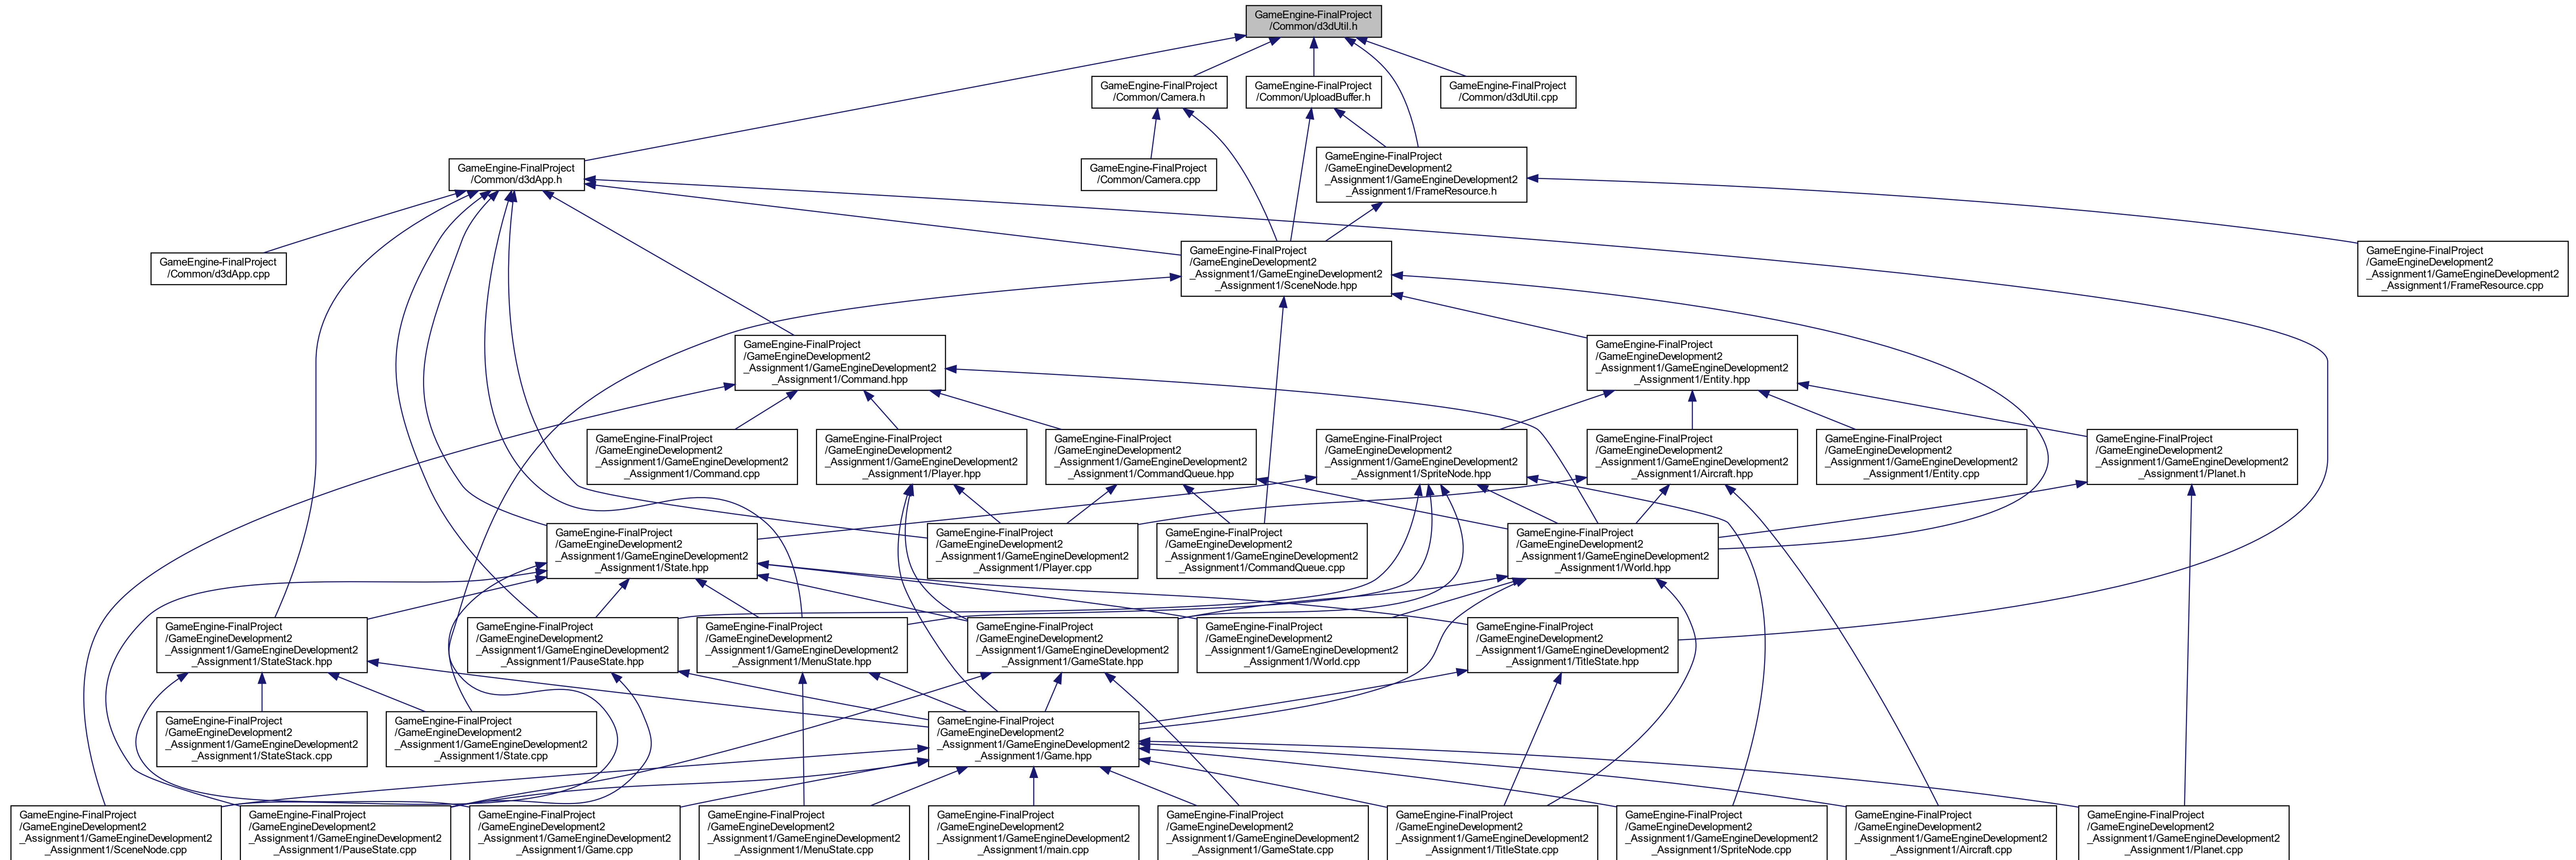 GameEngine-FinalProject
/Common/d3dUtil.h
GameEngine-FinalProject
/Common/Camera.h
GameEngine-FinalProject
/Common/UploadBuffer.h
GameEngine-FinalProject
/Common/d3dUtil.cpp
GameEngine-FinalProject
/Common/d3dApp.h
GameEngine-FinalProject
/Common/Camera.cpp
GameEngine-FinalProject
/GameEngineDevelopment2
_Assignment1/GameEngineDevelopment2
_Assignment1/FrameResource.h
GameEngine-FinalProject
/Common/d3dApp.cpp
GameEngine-FinalProject
/GameEngineDevelopment2
_Assignment1/GameEngineDevelopment2
_Assignment1/SceneNode.hpp
GameEngine-FinalProject
/GameEngineDevelopment2
_Assignment1/GameEngineDevelopment2
_Assignment1/FrameResource.cpp
GameEngine-FinalProject
/GameEngineDevelopment2
_Assignment1/GameEngineDevelopment2
_Assignment1/Command.hpp
GameEngine-FinalProject
/GameEngineDevelopment2
_Assignment1/GameEngineDevelopment2
_Assignment1/Entity.hpp
GameEngine-FinalProject
/GameEngineDevelopment2
_Assignment1/GameEngineDevelopment2
_Assignment1/Command.cpp
GameEngine-FinalProject
/GameEngineDevelopment2
_Assignment1/GameEngineDevelopment2
_Assignment1/Player.hpp
GameEngine-FinalProject
/GameEngineDevelopment2
_Assignment1/GameEngineDevelopment2
_Assignment1/CommandQueue.hpp
GameEngine-FinalProject
/GameEngineDevelopment2
_Assignment1/GameEngineDevelopment2
_Assignment1/SpriteNode.hpp
GameEngine-FinalProject
/GameEngineDevelopment2
_Assignment1/GameEngineDevelopment2
_Assignment1/Aircraft.hpp
GameEngine-FinalProject
/GameEngineDevelopment2
_Assignment1/GameEngineDevelopment2
_Assignment1/Entity.cpp
GameEngine-FinalProject
/GameEngineDevelopment2
_Assignment1/GameEngineDevelopment2
_Assignment1/Planet.h
GameEngine-FinalProject
/GameEngineDevelopment2
_Assignment1/GameEngineDevelopment2
_Assignment1/State.hpp
GameEngine-FinalProject
/GameEngineDevelopment2
_Assignment1/GameEngineDevelopment2
_Assignment1/Player.cpp
GameEngine-FinalProject
/GameEngineDevelopment2
_Assignment1/GameEngineDevelopment2
_Assignment1/CommandQueue.cpp
GameEngine-FinalProject
/GameEngineDevelopment2
_Assignment1/GameEngineDevelopment2
_Assignment1/World.hpp
GameEngine-FinalProject
/GameEngineDevelopment2
_Assignment1/GameEngineDevelopment2
_Assignment1/StateStack.hpp
GameEngine-FinalProject
/GameEngineDevelopment2
_Assignment1/GameEngineDevelopment2
_Assignment1/PauseState.hpp
GameEngine-FinalProject
/GameEngineDevelopment2
_Assignment1/GameEngineDevelopment2
_Assignment1/MenuState.hpp
GameEngine-FinalProject
/GameEngineDevelopment2
_Assignment1/GameEngineDevelopment2
_Assignment1/GameState.hpp
GameEngine-FinalProject
/GameEngineDevelopment2
_Assignment1/GameEngineDevelopment2
_Assignment1/World.cpp
GameEngine-FinalProject
/GameEngineDevelopment2
_Assignment1/GameEngineDevelopment2
_Assignment1/TitleState.hpp
GameEngine-FinalProject
/GameEngineDevelopment2
_Assignment1/GameEngineDevelopment2
_Assignment1/StateStack.cpp
GameEngine-FinalProject
/GameEngineDevelopment2
_Assignment1/GameEngineDevelopment2
_Assignment1/State.cpp
GameEngine-FinalProject
/GameEngineDevelopment2
_Assignment1/GameEngineDevelopment2
_Assignment1/Game.hpp
GameEngine-FinalProject
/GameEngineDevelopment2
_Assignment1/GameEngineDevelopment2
_Assignment1/SceneNode.cpp
GameEngine-FinalProject
/GameEngineDevelopment2
_Assignment1/GameEngineDevelopment2
_Assignment1/PauseState.cpp
GameEngine-FinalProject
/GameEngineDevelopment2
_Assignment1/GameEngineDevelopment2
_Assignment1/Game.cpp
GameEngine-FinalProject
/GameEngineDevelopment2
_Assignment1/GameEngineDevelopment2
_Assignment1/MenuState.cpp
GameEngine-FinalProject
/GameEngineDevelopment2
_Assignment1/GameEngineDevelopment2
_Assignment1/main.cpp
GameEngine-FinalProject
/GameEngineDevelopment2
_Assignment1/GameEngineDevelopment2
_Assignment1/GameState.cpp
GameEngine-FinalProject
/GameEngineDevelopment2
_Assignment1/GameEngineDevelopment2
_Assignment1/TitleState.cpp
GameEngine-FinalProject
/GameEngineDevelopment2
_Assignment1/GameEngineDevelopment2
_Assignment1/SpriteNode.cpp
GameEngine-FinalProject
/GameEngineDevelopment2
_Assignment1/GameEngineDevelopment2
_Assignment1/Aircraft.cpp
GameEngine-FinalProject
/GameEngineDevelopment2
_Assignment1/GameEngineDevelopment2
_Assignment1/Planet.cpp